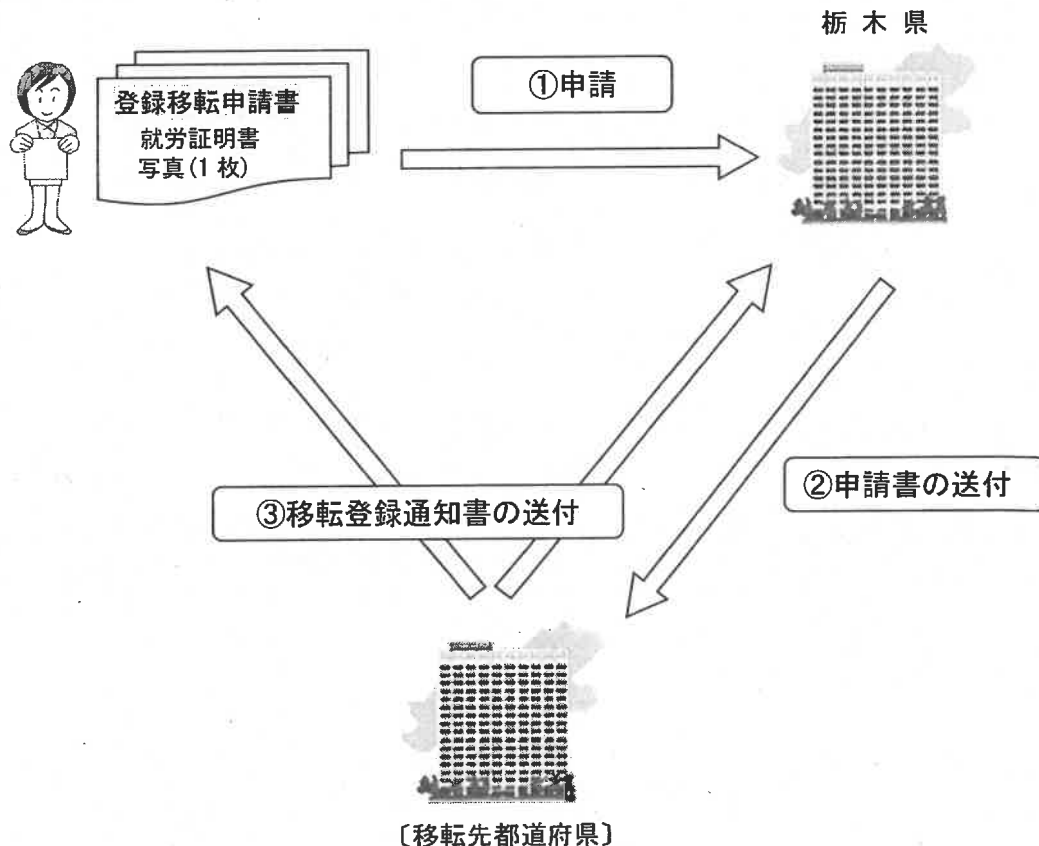 栃木県
①申請
登録移転申請書
就労証明書
写真(1枚)
②申請書の送付
③移転登録通知書の送付
〔移転先都道府県〕